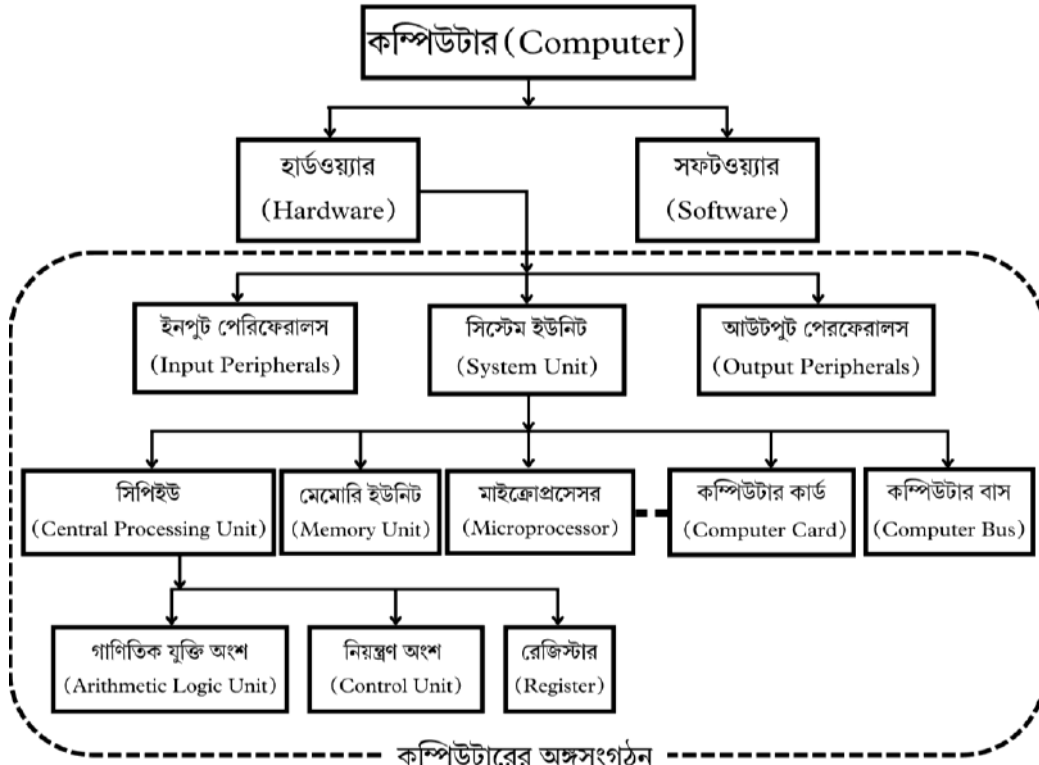 কম্পিউটার (Computer)
হার্ডওয়্যার
(Hardware)
সফটওয়্যার
(Software)
ইনপুট পেরিফেরালস
(Input Peripherals)
সিস্টেম ইউনিট
(System Unit)
আউটপুট পেরফেরালস
(Output Peripherals)
সিপিইউ
(Central Processing Unit)
মেমোরি ইউনিট
(Memory Unit)
মাইক্রোপ্রসেসর
(Microprocessor)
কম্পিউটার কার্ড
(Computer Card)
কম্পিউটার বাস
(Computer Bus)
গাণিতিক যুক্তি অংশ
(Arithmetic Logic Unit)
নিয়ন্ত্রণ অংশ
(Control Unit)
রেজিস্টার
(Register)
কম্পিউটারের অঙ্গসংগঠন